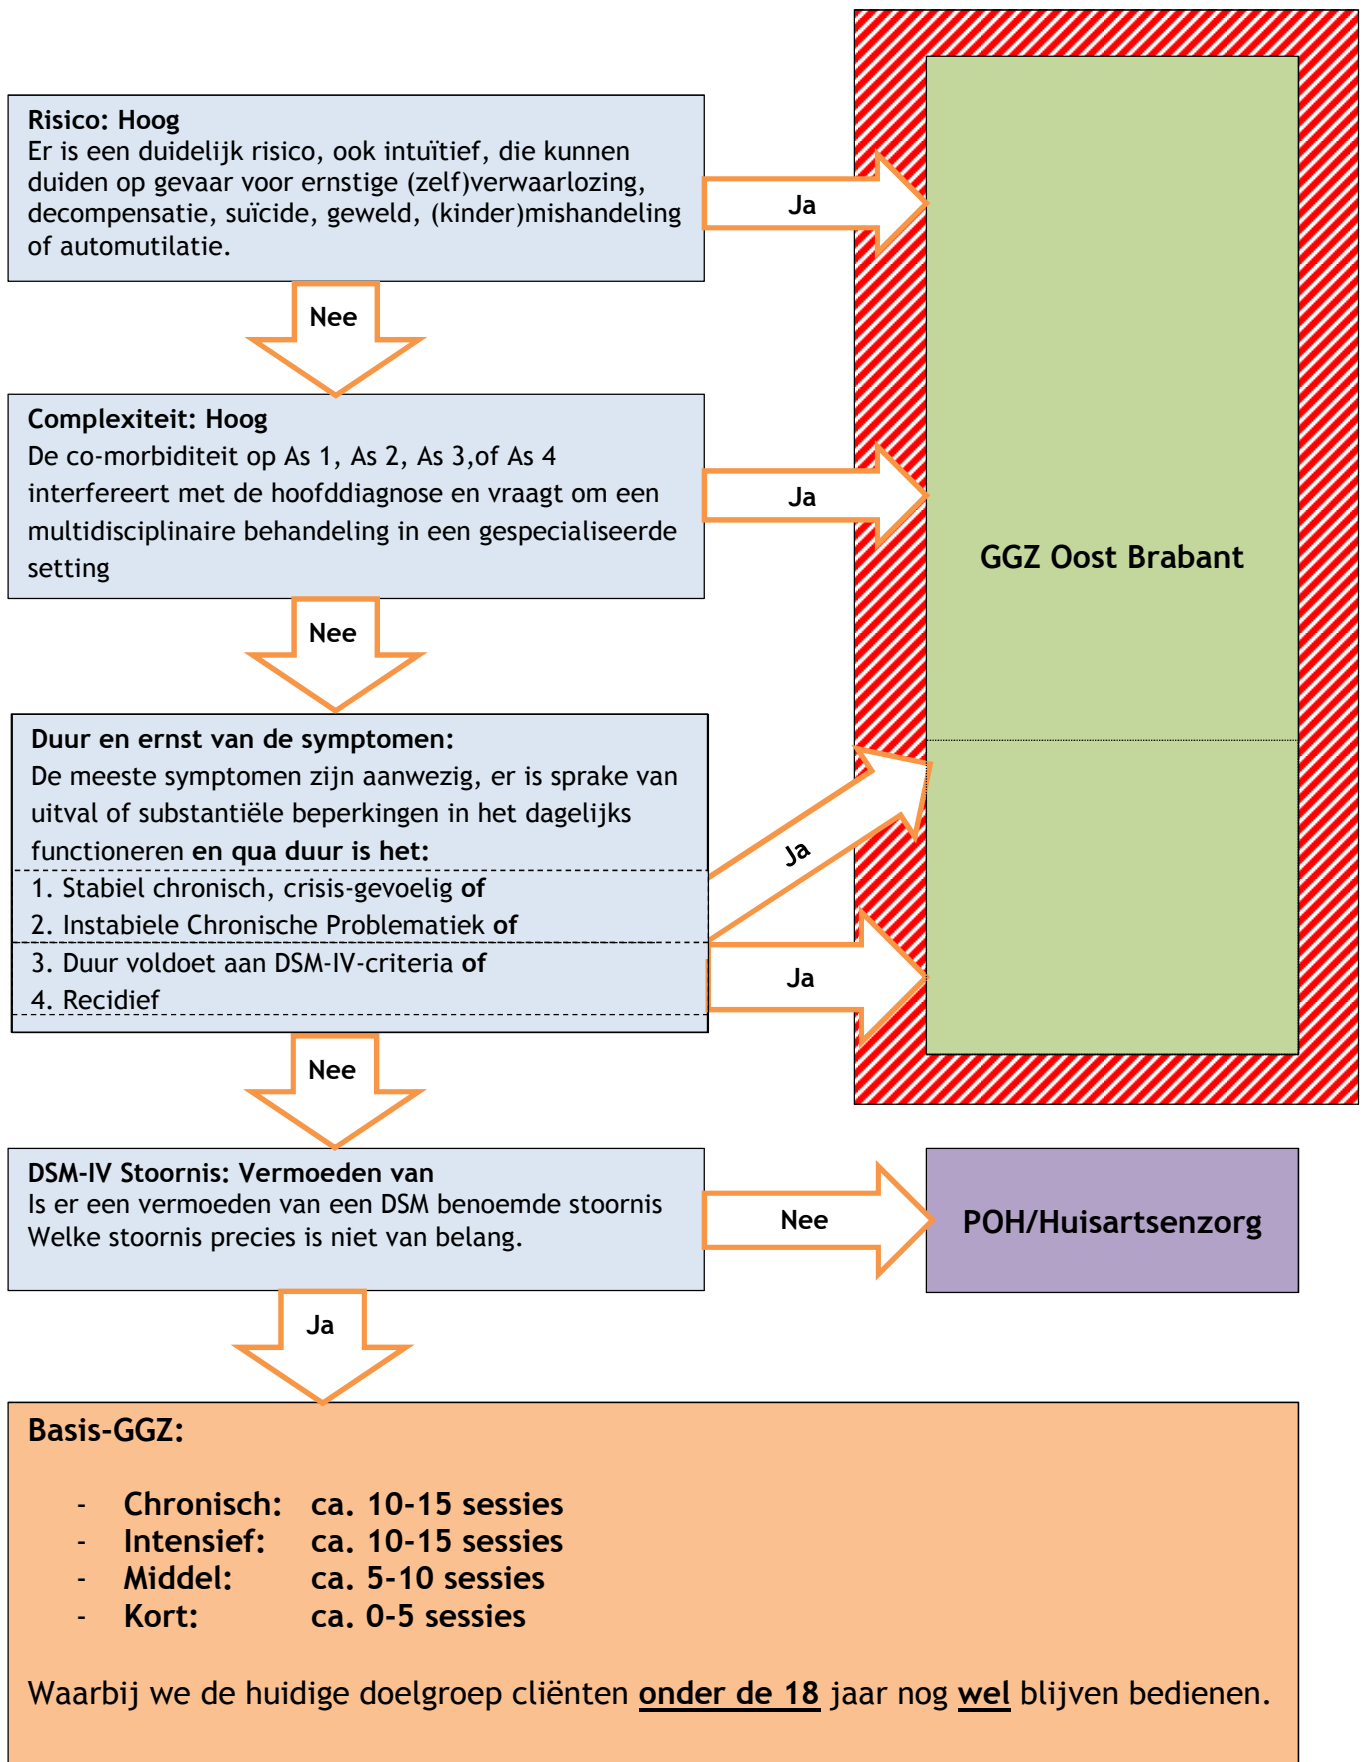 Risico: Hoog
Er is een duidelijk risico, ook intuïtief, die kunnen
duiden op gevaar voor ernstige (zelf)verwaarlozing,
decompensatie, suïcide, geweld, (kinder)mishandeling
of automutilatie.
Ja
Nee
Complexiteit: Hoog
De co-morbiditeit op As 1, As 2, As 3,of As 4
interfereert met de hoofddiagnose en vraagt om een
multidisciplinaire behandeling in een gespecialiseerde
setting
Ja
GGZ Oost Brabant
Nee
Duur en ernst van de symptomen:
De meeste symptomen zijn aanwezig, er is sprake van
uitval of substantiële beperkingen in het dagelijks
functioneren en qua duur is het:
1. Stabiel chronisch, crisis-gevoelig of
2. Instabiele Chronische Problematiek of
3. Duur voldoet aan DSM-IV-criteria of
4. Recidief
Ja
Ja
Nee
DSM-IV Stoornis: Vermoeden van
Is er een vermoeden van een DSM benoemde stoornis
Welke stoornis precies is niet van belang.
Nee
POH/Huisartsenzorg
Ja
Basis-GGZ:
- Chronisch: ca. 10-15 sessies
- Intensief: ca. 10-15 sessies
- Middel: ca. 5-10 sessies
- Kort: ca. 0-5 sessies
Waarbij we de huidige doelgroep cliënten onder de 18 jaar nog wel blijven bedienen.